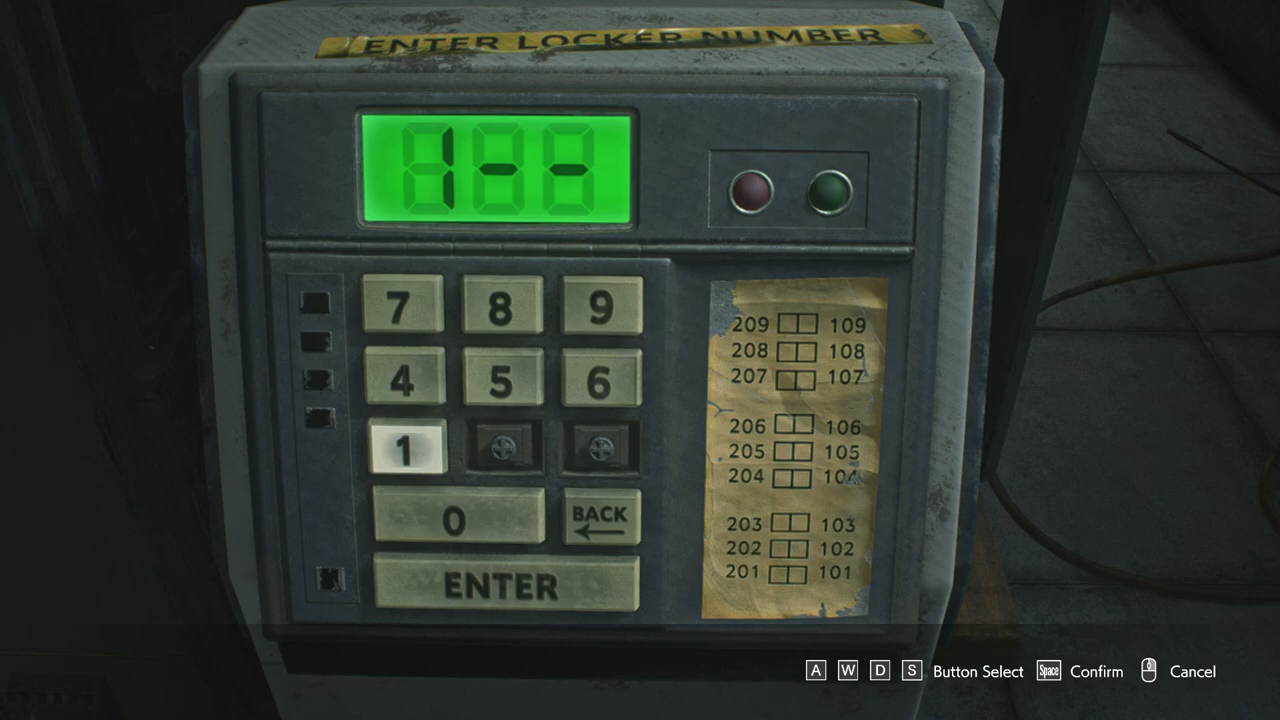 ENTER LOCKER NUMBER
1--
7 8 9
4 5 6
1
0 BACK
ENTER
209 109
208 108
207 107
206 106
205 105
204 104
203 103
202 102
201 101
A W D S Button Select Space Confirm Cancel